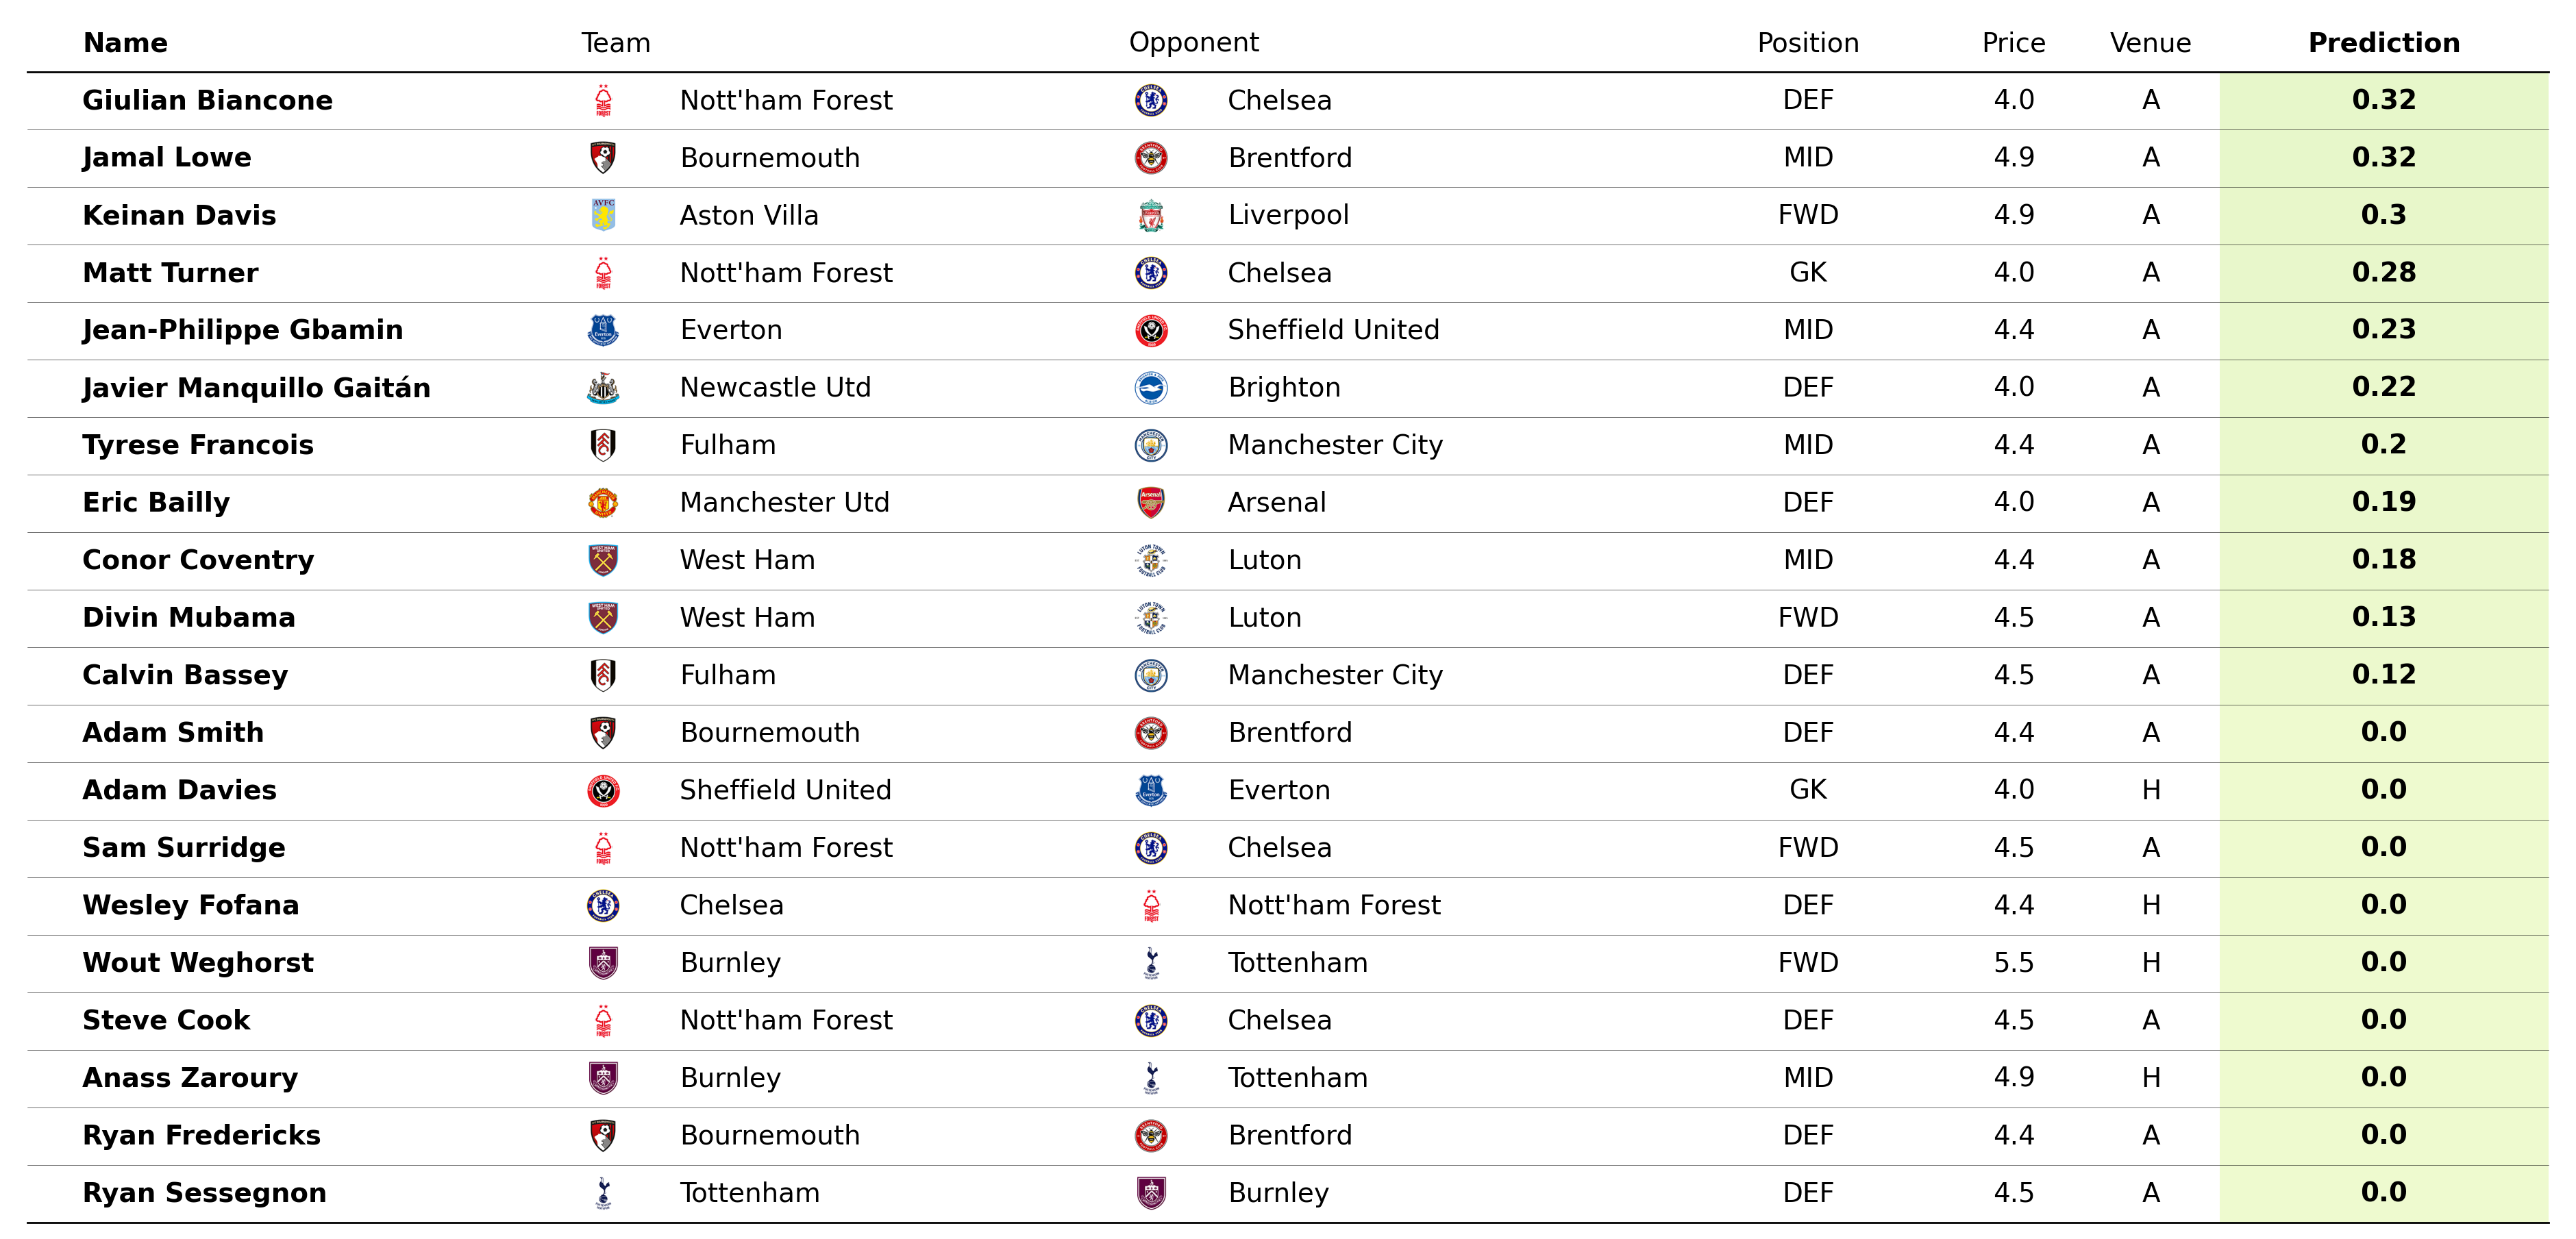 Name Team Opponent Position Price Venue Prediction
Giulian Biancone Nott'ham Forest Chelsea DEF 4.0 A 0.32
Jamal Lowe Bournemouth Brentford MID 4.9 A 0.32
Keinan Davis Aston Villa Liverpool FWD 4.9 A 0.3
Matt Turner Nott'ham Forest Chelsea GK 4.0 A 0.28
Jean-Philippe Gbamin Everton Sheffield United MID 4.4 A 0.23
Javier Manquillo Gaitán Newcastle Utd Brighton DEF 4.0 A 0.22
Tyrese Francois Fulham Manchester City MID 4.4 A 0.2
Eric Bailly Manchester Utd Arsenal DEF 4.0 A 0.19
Conor Coventry West Ham Luton MID 4.4 A 0.18
Divin Mubama West Ham Luton FWD 4.5 A 0.13
Calvin Bassey Fulham Manchester City DEF 4.5 A 0.12
Adam Smith Bournemouth Brentford DEF 4.4 A 0.0
Adam Davies Sheffield United Everton GK 4.0 H 0.0
Sam Surridge Nott'ham Forest Chelsea FWD 4.5 A 0.0
Wesley Fofana Chelsea Nott'ham Forest DEF 4.4 H 0.0
Wout Weghorst Burnley Tottenham FWD 5.5 H 0.0
Steve Cook Nott'ham Forest Chelsea DEF 4.5 A 0.0
Anass Zaroury Burnley Tottenham MID 4.9 H 0.0
Ryan Fredericks Bournemouth Brentford DEF 4.4 A 0.0
Ryan Sessegnon Tottenham Burnley DEF 4.5 A 0.0